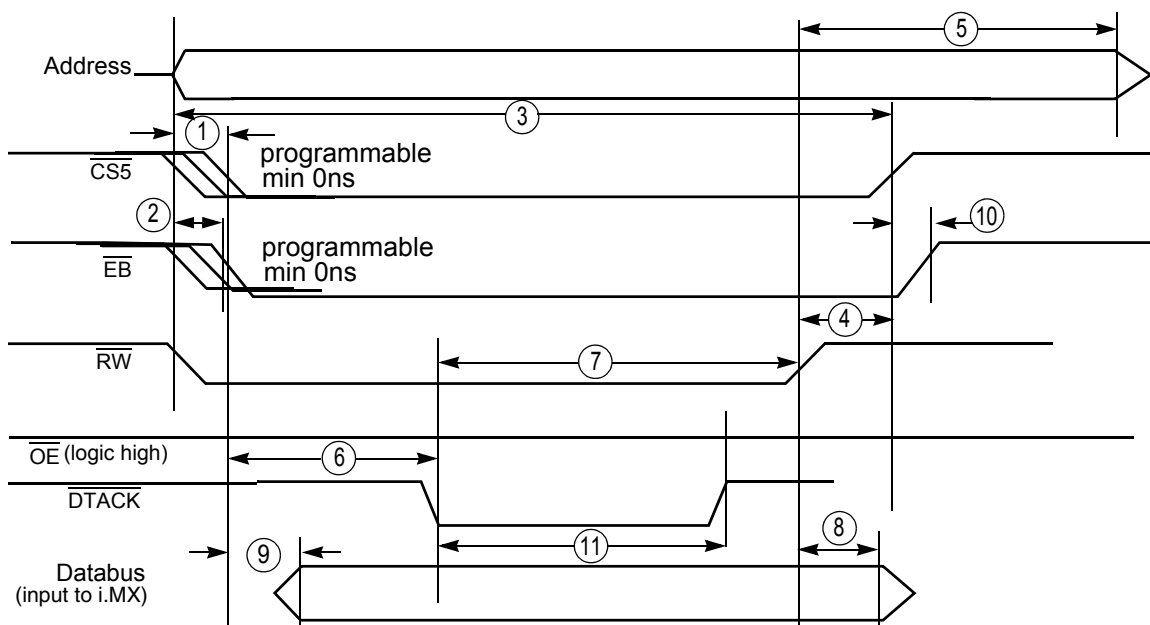 5
Address
3
1
programmable
min 0ns
CS5
2
10
programmable
min 0ns
EB
4
RW
7
OE (logic high)
6
DTACK
8
9
11
Databus
(input to i.MX)